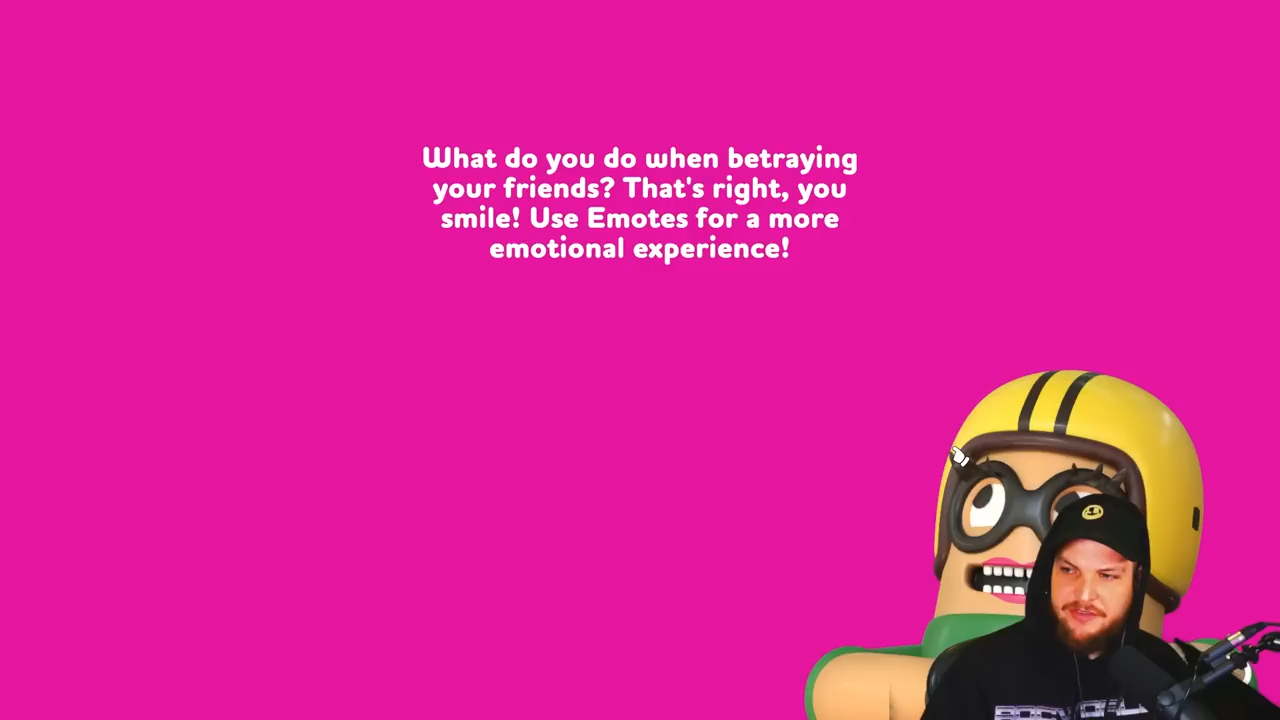 What do you do when betraying
your friends? That's right, you
smile! Use Emotes for a more
emotional experience!